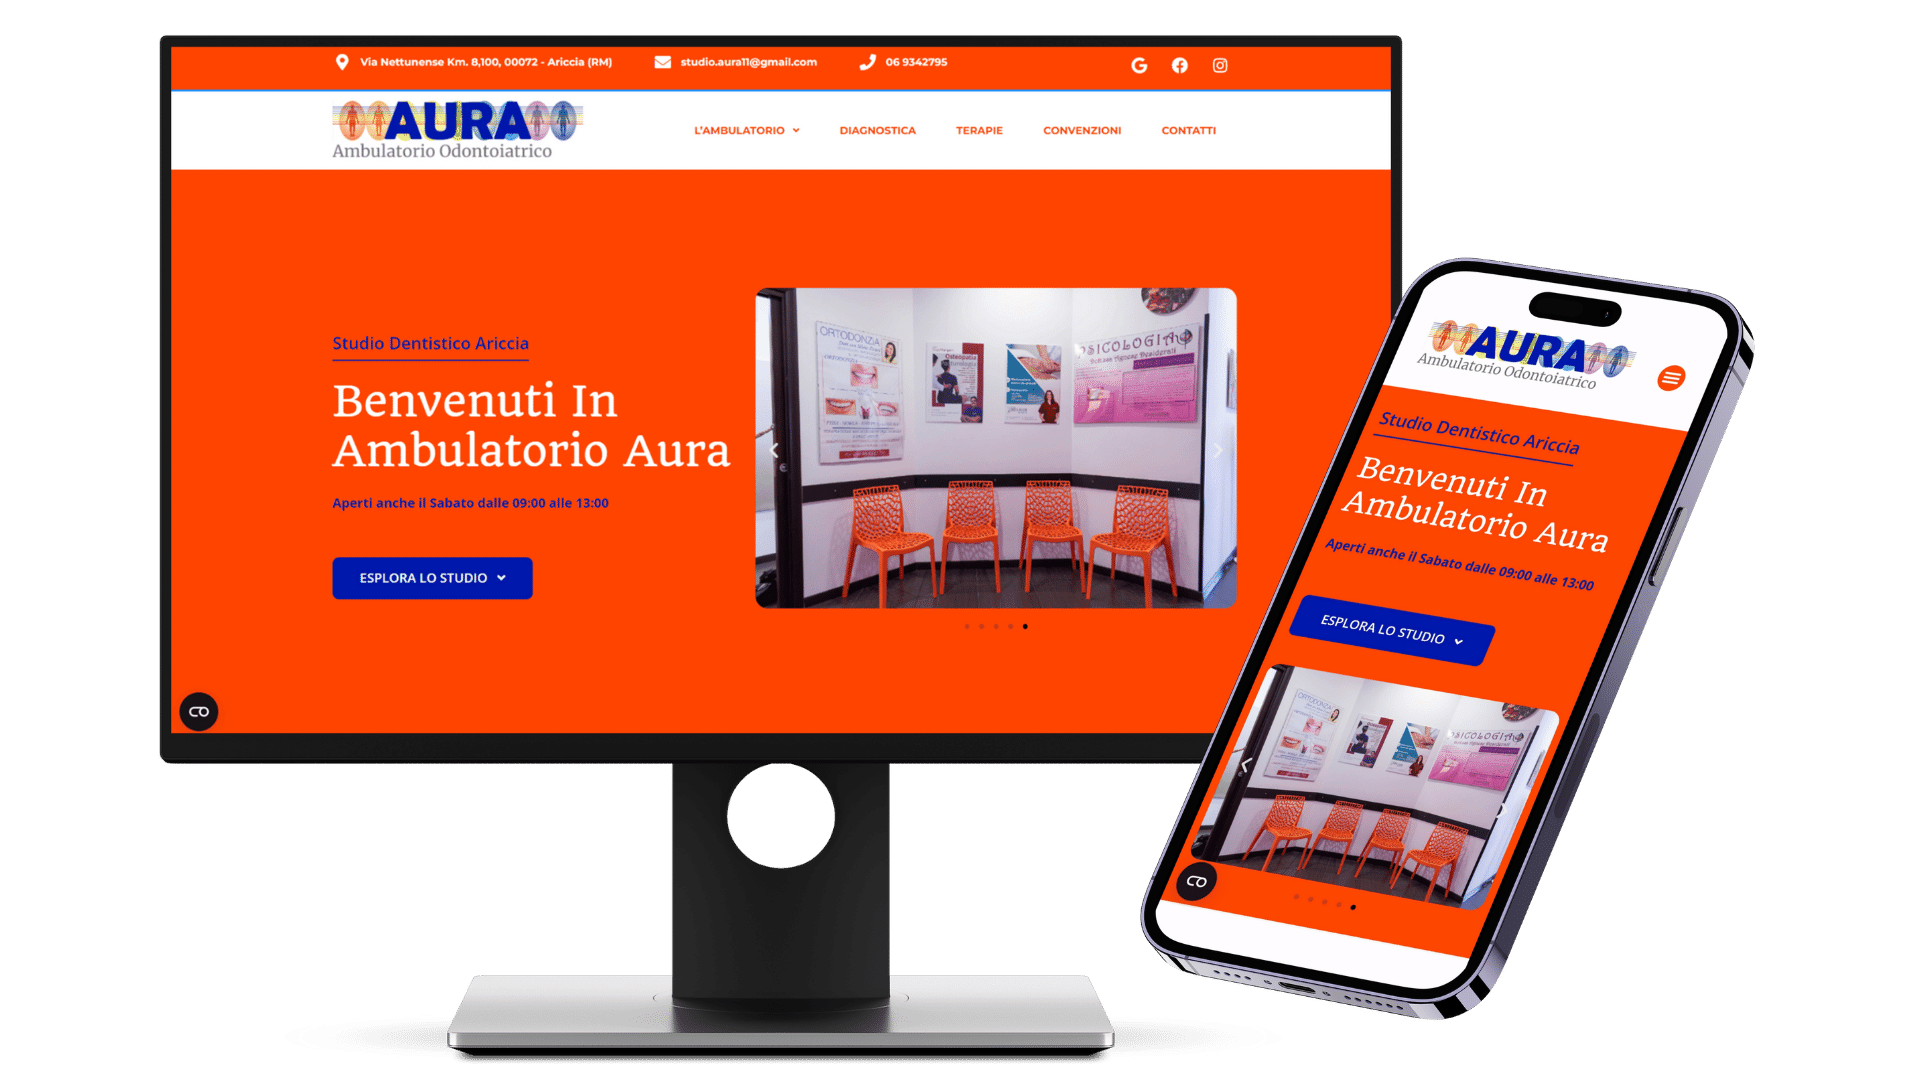 Via Nettunense Km. 8,100, 00072 - Ariccia (RM)
studio.aura11@gmail.com
06 9342795
AURA
Ambulatorio Odontoiatrico
L'AMBULATORIO
DIAGNOSTICA
TERAPIE
CONVENZIONI
CONTATTI
Studio Dentistico Ariccia
Benvenuti In
Ambulatorio Aura
Aperti anche il Sabato dalle 09:00 alle 13:00
ESPLORA LO STUDIO
ORTODONZIA
Osteopatia
PSICOLOGIA
AURA
Ambulatorio Odontoiatrico
Studio Dentistico Ariccia
Benvenuti In
Ambulatorio Aura
Aperti anche il Sabato dalle 09:00 alle 13:00
ESPLORA LO STUDIO
ORTODONZIA
PSICOLOGIA